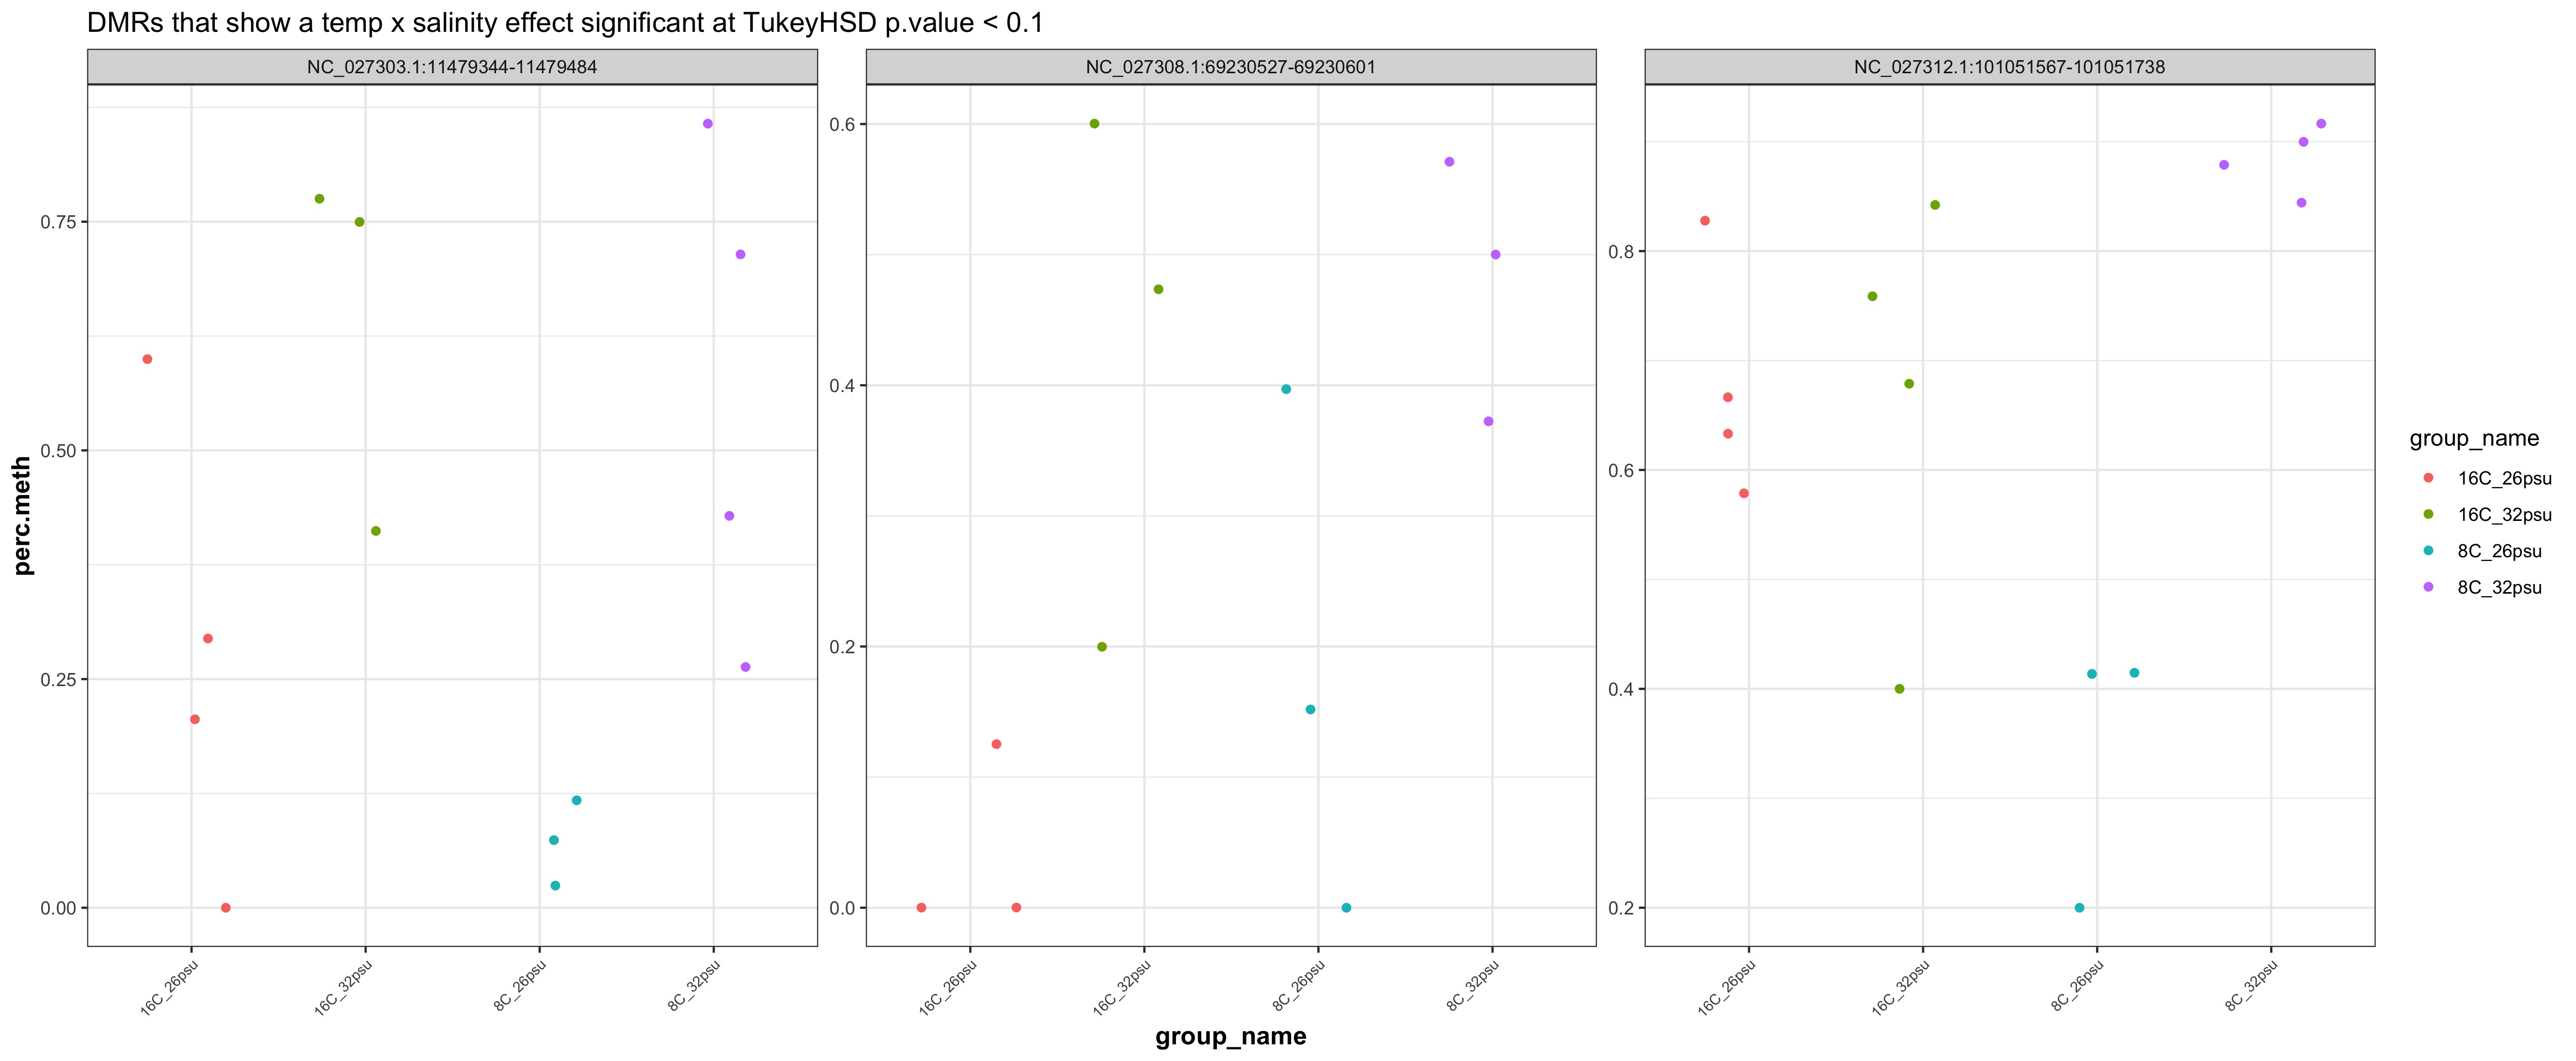 DMRs that show a temp x salinity effect significant at TukeyHSD p.value < 0.1
NC_027303.1:11479344-11479484
NC_027308.1:69230527-69230601
NC_027312.1:101051567-101051738
perc.meth
0.75
0.50
0.25
0.00
0.6
0.4
0.2
0.0
0.8
0.6
0.4
0.2
16C_26psu
16C_32psu
8C_26psu
8C_32psu
16C_26psu
16C_32psu
8C_26psu
8C_32psu
16C_26psu
16C_32psu
8C_26psu
8C_32psu
group_name
group_name
16C_26psu
16C_32psu
8C_26psu
8C_32psu